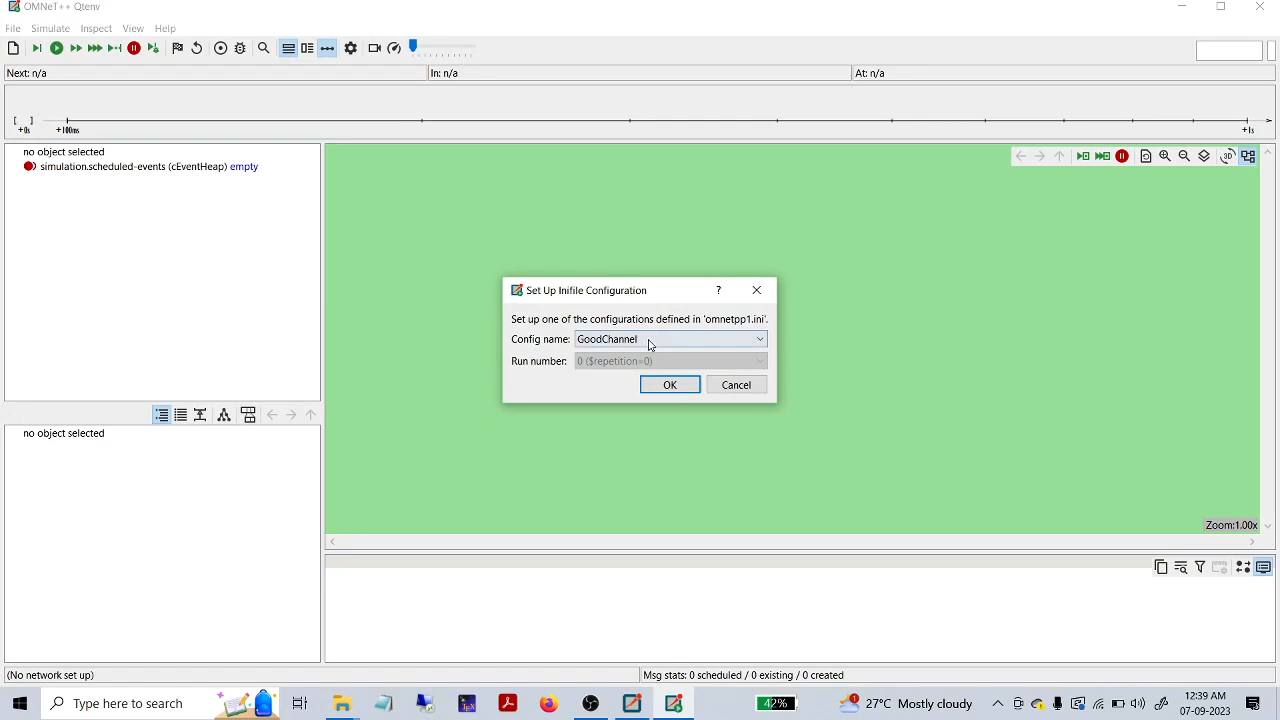 OMNeT++ Qtenv
File Simulate Inspect View Help
Next: n/a In: n/a At: n/a
[ ]
+0s +100ms +1s
no object selected
simulation.scheduled-events (cEventHeap) empty
3D
Set Up Inifile Configuration ?
Set up one of the configurations defined in 'omnetpp1.ini'.
Config name: GoodChannel
Run number: 0 ($repetition=0)
OK Cancel
no object selected
Zoom:1.00x
(No network set up) Msg stats: 0 scheduled / 0 existing / 0 created
Type here to search 42% 27°C Mostly cloudy
12:39 AM
07-09-2023